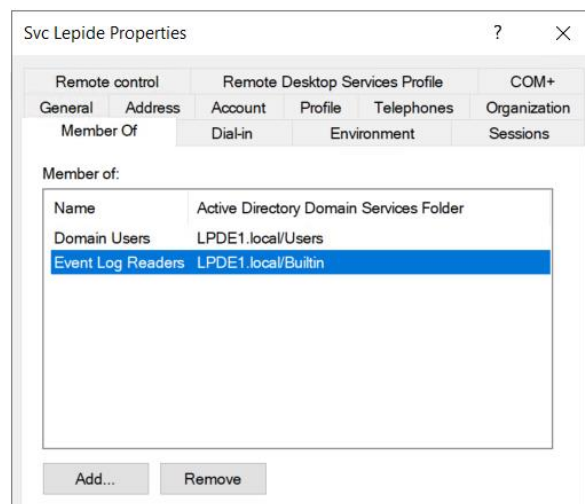 Svc Lepide Properties ? ×
Remote control Remote Desktop Services Profile COM+
General Address Account Profile Telephones Organization
Member Of Dial-in Environment Sessions
Member of:
Name Active Directory Domain Services Folder
Domain Users LPDE1.local/Users
Event Log Readers LPDE1.local/Builtin
Add... Remove